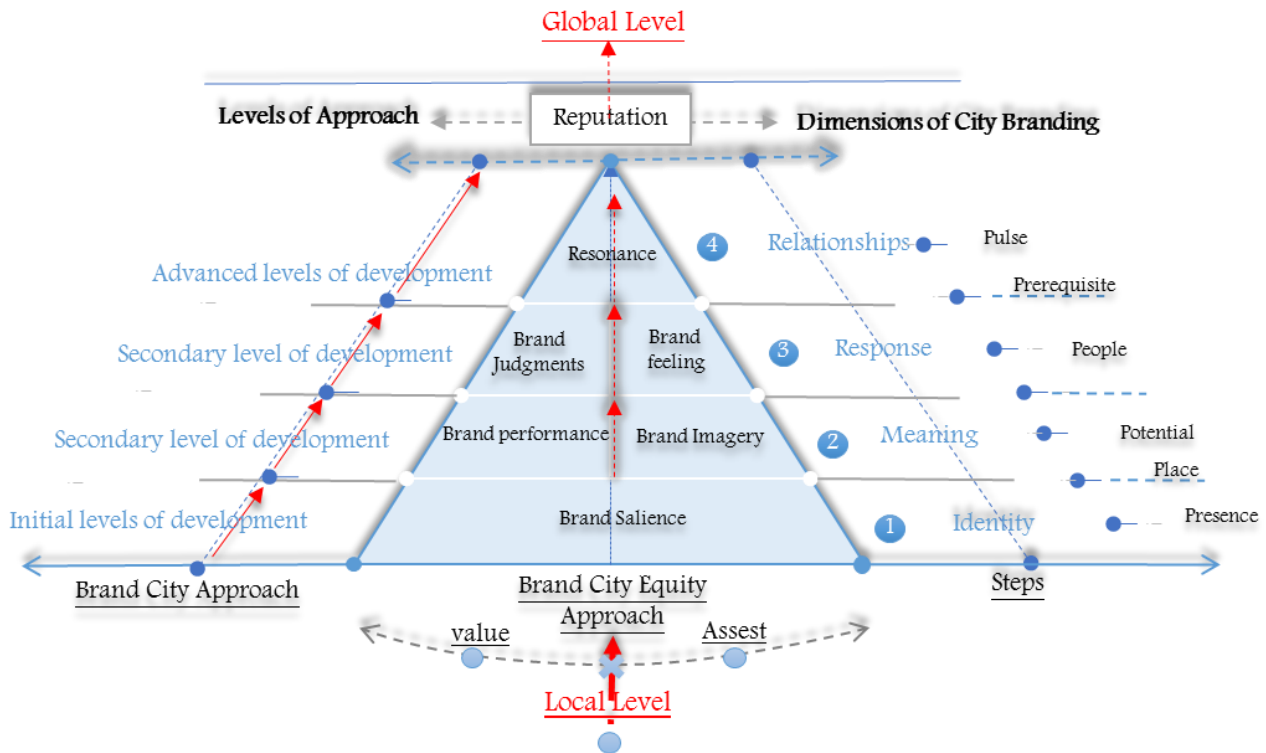 Global Level
Levels of Approach
Reputation
Dimensions of City Branding
Resonance
4
Relationships
Pulse
Advanced levels of development
Prerequisite
Brand
Judgments
Brand
feeling
3
Response
People
Secondary level of development
Brand performance
Brand Imagery
2
Meaning
Potential
Secondary level of development
Place
Initial levels of development
Brand Salience
1
Identity
Presence
Brand City Approach
Brand City Equity
Approach
Steps
value
Assest
Local Level